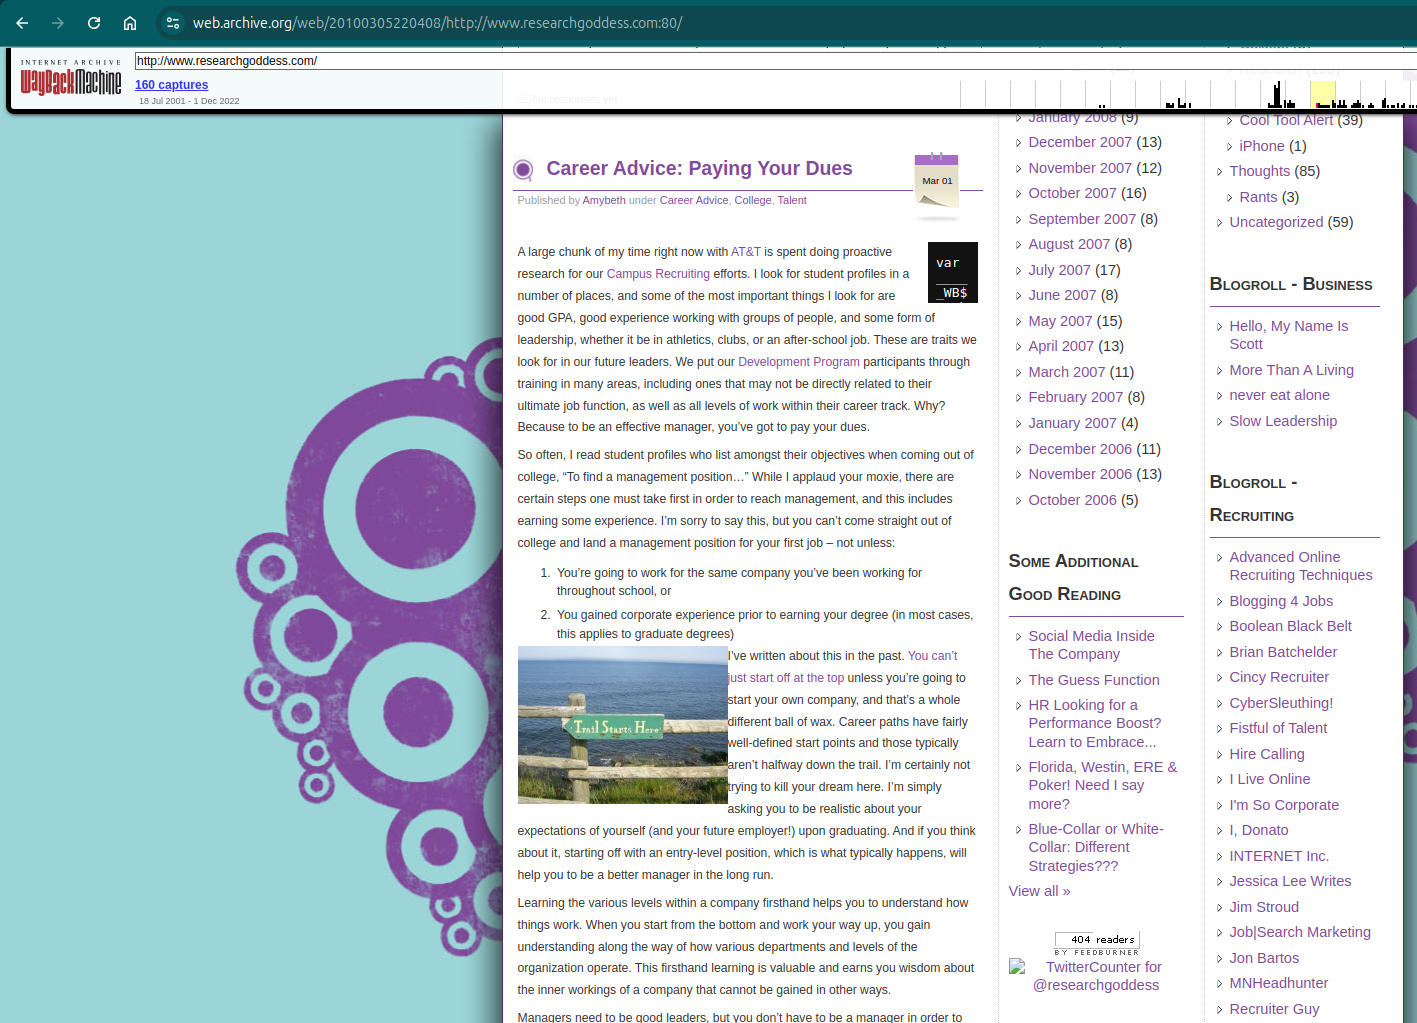 web.archive.org/web/20100305220408/http://www.researchgoddess.com:80/
INTERNET ARCHIVE
WayBackMachine
http://www.researchgoddess.com/
160 captures
18 Jul 2001 - 1 Dec 2022
No responses yet
Career Advice: Paying Your Dues
Mar 01
Published by Amybeth under Career Advice, College, Talent
A large chunk of my time right now with AT&T is spent doing proactive
research for our Campus Recruiting efforts. I look for student profiles in a
number of places, and some of the most important things I look for are
good GPA, good experience working with groups of people, and some form of
leadership, whether it be in athletics, clubs, or an after-school job. These are traits we
look for in our future leaders. We put our Development Program participants through
training in many areas, including ones that may not be directly related to their
ultimate job function, as well as all levels of work within their career track. Why?
Because to be an effective manager, you've got to pay your dues.
var
_WB$
So often, I read student profiles who list amongst their objectives when coming out of
college, “To find a management position…” While I applaud your moxie, there are
certain steps one must take first in order to reach management, and this includes
earning some experience. I'm sorry to say this, but you can't come straight out of
college and land a management position for your first job – not unless:
1. You're going to work for the same company you've been working for
throughout school, or
2. You gained corporate experience prior to earning your degree (in most cases,
this applies to graduate degrees)
Trail Starts Here
I've written about this in the past. You can't
just start off at the top unless you're going to
start your own company, and that's a whole
different ball of wax. Career paths have fairly
well-defined start points and those typically
aren't halfway down the trail. I'm certainly not
trying to kill your dream here. I'm simply
asking you to be realistic about your
expectations of yourself (and your future employer!) upon graduating. And if you think
about it, starting off with an entry-level position, which is what typically happens, will
help you to be a better manager in the long run.
Learning the various levels within a company firsthand helps you to understand how
things work. When you start from the bottom and work your way up, you gain
understanding along the way of how various departments and levels of the
organization operate. This firsthand learning is valuable and earns you wisdom about
the inner workings of a company that cannot be gained in other ways.
Managers need to be good leaders, but you don't have to be a manager in order to
January 2008 (9)
December 2007 (13)
November 2007 (12)
October 2007 (16)
September 2007 (8)
August 2007 (8)
July 2007 (17)
June 2007 (8)
May 2007 (15)
April 2007 (13)
March 2007 (11)
February 2007 (8)
January 2007 (4)
December 2006 (11)
November 2006 (13)
October 2006 (5)
Some Additional
Good Reading
Social Media Inside
The Company
The Guess Function
HR Looking for a
Performance Boost?
Learn to Embrace...
Florida, Westin, ERE &
Poker! Need I say
more?
Blue-Collar or White-
Collar: Different
Strategies???
View all »
404 readers
BY FEEDBURNER
TwitterCounter for
@researchgoddess
Cool Tool Alert (39)
iPhone (1)
Thoughts (85)
Rants (3)
Uncategorized (59)
Blogroll - Business
Hello, My Name Is
Scott
More Than A Living
never eat alone
Slow Leadership
Blogroll -
Recruiting
Advanced Online
Recruiting Techniques
Blogging 4 Jobs
Boolean Black Belt
Brian Batchelder
Cincy Recruiter
CyberSleuthing!
Fistful of Talent
Hire Calling
I Live Online
I'm So Corporate
I, Donato
INTERNET Inc.
Jessica Lee Writes
Jim Stroud
Job|Search Marketing
Jon Bartos
MNHeadhunter
Recruiter Guy